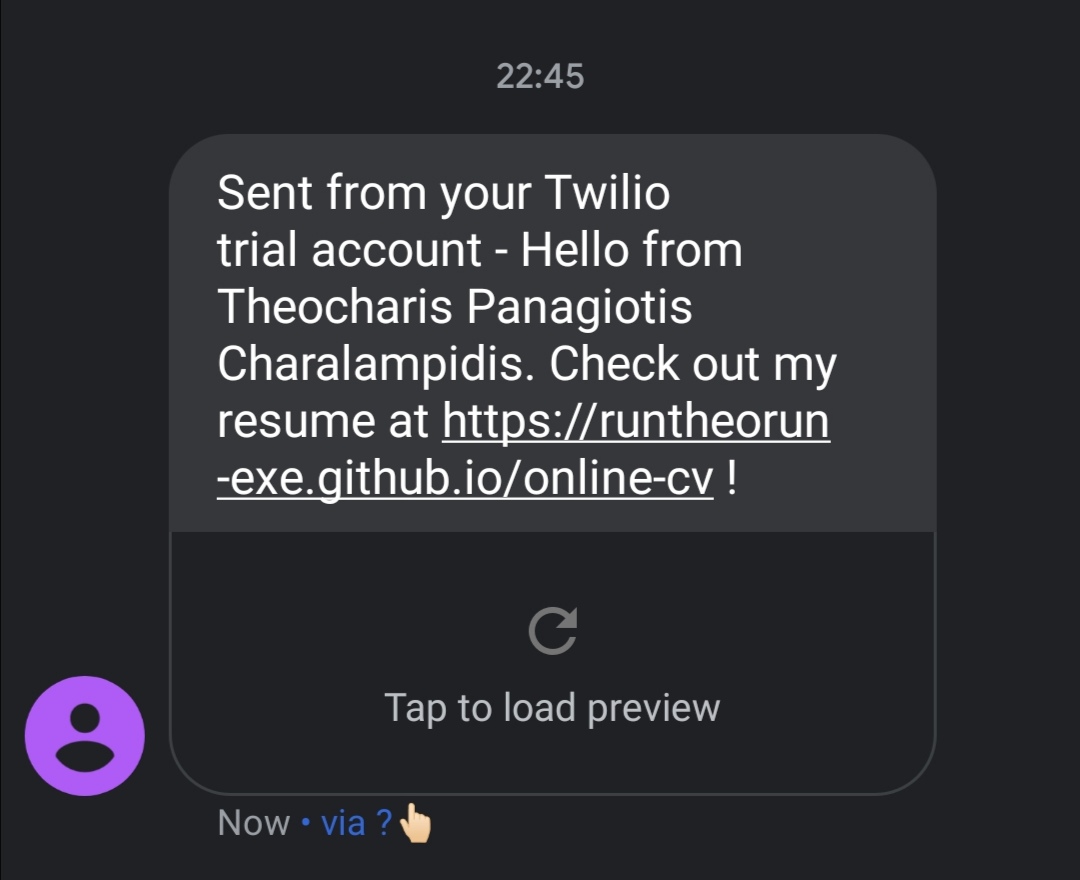 22:45
Sent from your Twilio
trial account - Hello from
Theocharis Panagiotis
Charalampidis. Check out my
resume at https://runtheorun
-exe.github.io/online-cv !
Tap to load preview
Now • via ?👆🏻